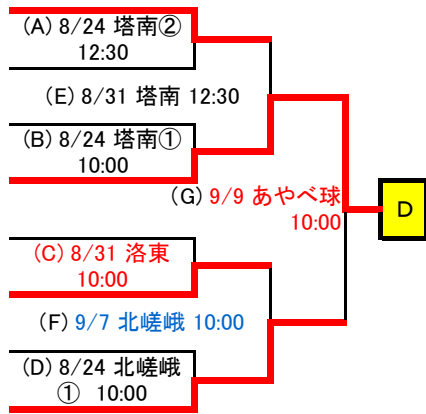 (A) 8/24 塔南②
12:30
(E) 8/31 塔南 12:30
(B) 8/24 塔南①
10:00
(G) 9/9 あやべ球
10:00
D
(C) 8/31 洛東
10:00
(F) 9/7 北嵯峨 10:00
(D) 8/24 北嵯峨
① 10:00